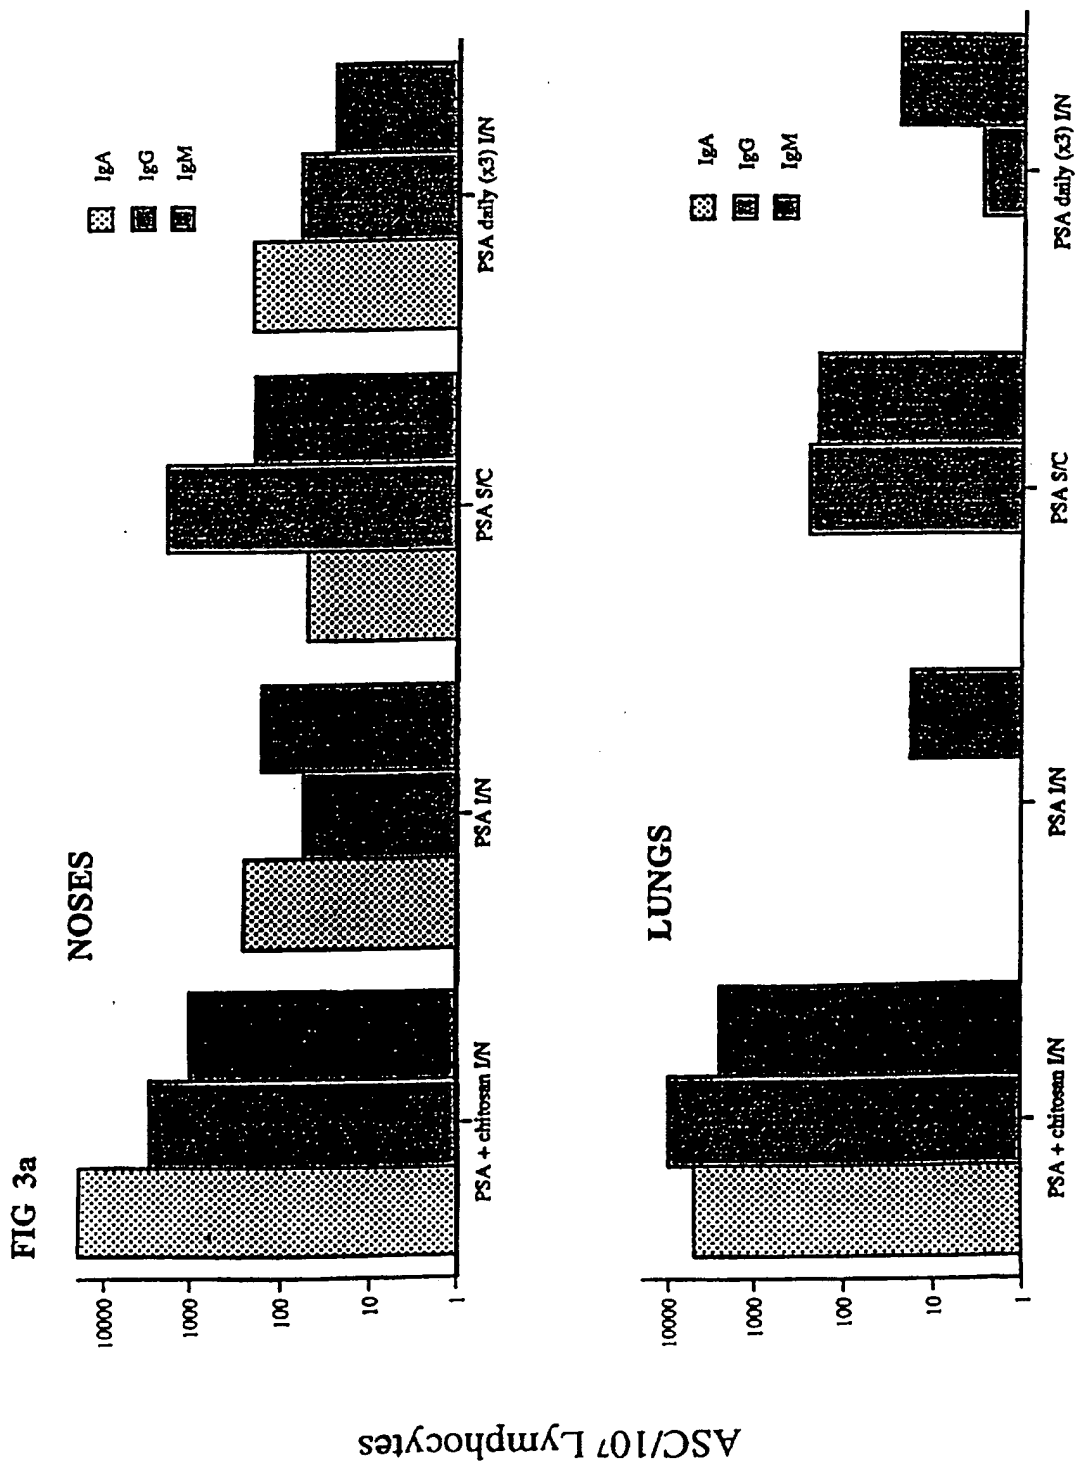 FIG 3a
NOSES
IgA
IgG
IgM
10000
1000
100
10
1
PSA + chitosan I/N
PSA I/N
PSA S/C
PSA daily (x3) I/N
ASC/10⁷ Lymphocytes
LUNGS
IgA
IgG
IgM
10000
1000
100
10
1
PSA + chitosan I/N
PSA I/N
PSA S/C
PSA daily (x3) I/N